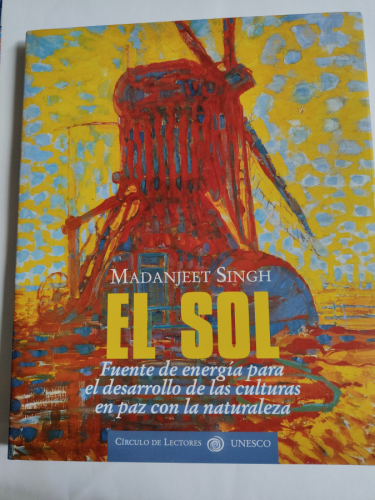 MADANJEET SINGH
EL SOL
Fuente de energía para
el desarrollo de las culturas
en paz con la naturaleza
CÍRCULO DE LECTORES UNESCO